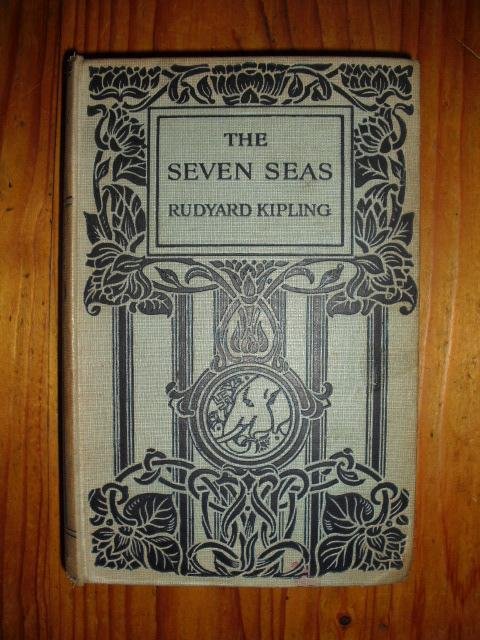 THE
SEVEN SEAS
RUDYARD KIPLING